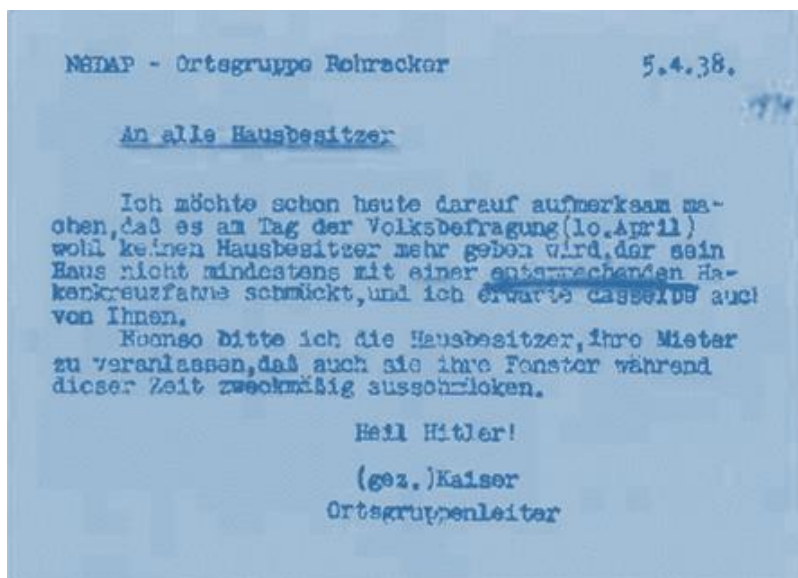 NSDAP - Ortsgruppe Rohracker 5.4.38.
An alle Hausbesitzer
Ich möchte schon heute darauf aufmerksam ma-
chen,daß es am Tag der Volksbefragung(10.April)
wohl keinen Hausbesitzer mehr geben wird,der sein
Haus nicht mindestens mit einer entsprechenden Ha-
kenkreuzfahne schmückt,und ich erwarte dasselbe auch
von Ihnen.
Ebenso bitte ich die Hausbesitzer,ihre Mieter
zu veranlassen,daß auch sie ihre Fenster während
dieser Zeit zweckmäßig ausschmücken.
Heil Hitler!
(gez.)Kaiser
Ortsgruppenleiter